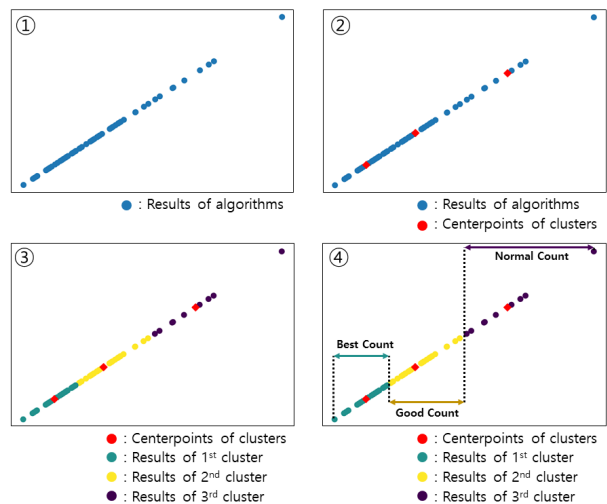 ①
: Results of algorithms
②
: Results of algorithms
: Centerpoints of clusters
③
: Centerpoints of clusters
: Results of 1st cluster
: Results of 2nd cluster
: Results of 3rd cluster
④
Normal Count
Best Count
Good Count
: Centerpoints of clusters
: Results of 1st cluster
: Results of 2nd cluster
: Results of 3rd cluster